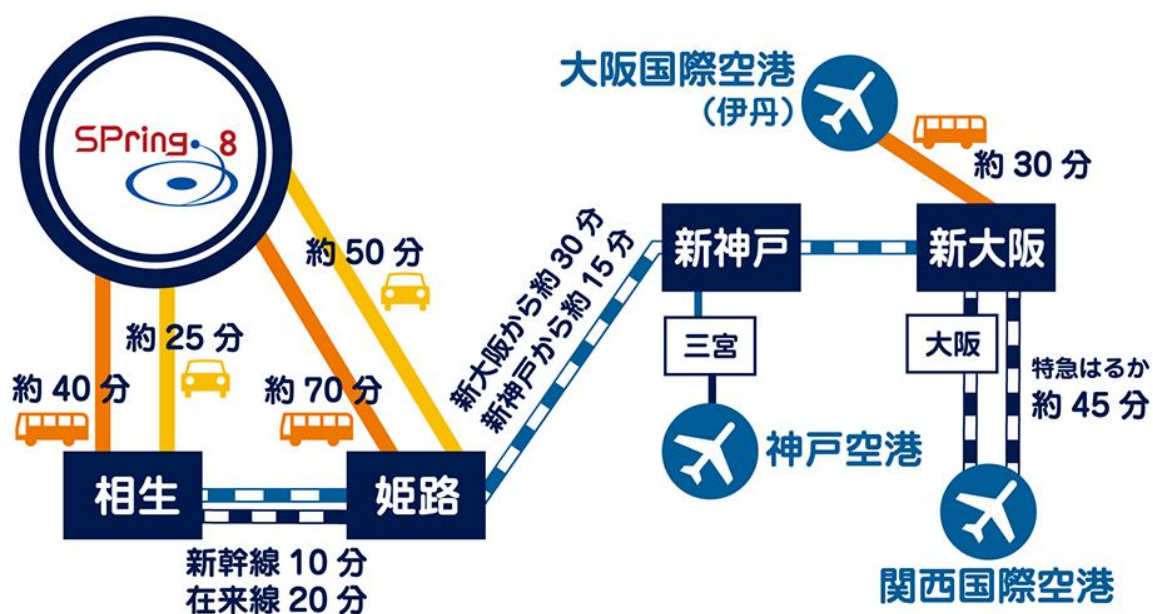 SPring-8
大阪国際空港
(伊丹)
約 30 分
新神戸
新大阪
約 50 分
新大阪から約 30 分
新神戸から約 15 分
三宮
大阪
約 25 分
特急はるか
約 45 分
約 40 分
約 70 分
神戸空港
相生
姫路
新幹線 10 分
在来線 20 分
関西国際空港